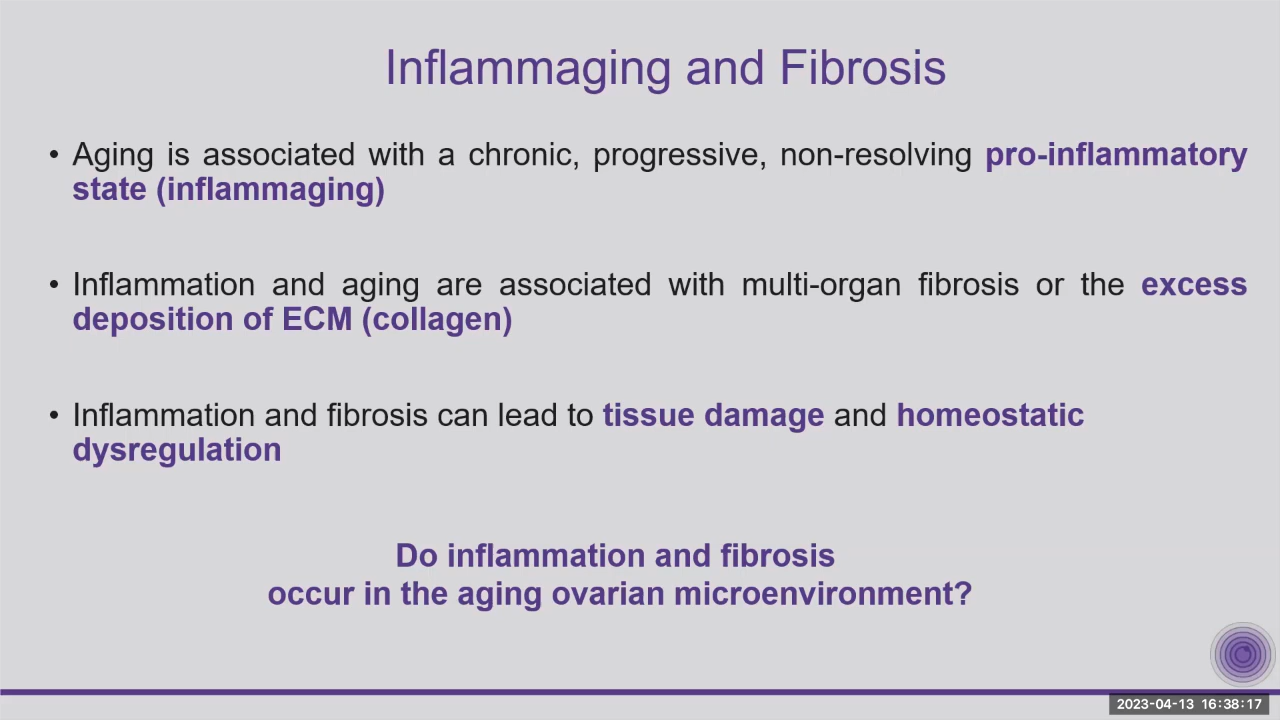 Inflammaging and Fibrosis
• Aging is associated with a chronic, progressive, non-resolving pro-inflammatory
state (inflammaging)
• Inflammation and aging are associated with multi-organ fibrosis or the excess
deposition of ECM (collagen)
• Inflammation and fibrosis can lead to tissue damage and homeostatic
dysregulation
Do inflammation and fibrosis
occur in the aging ovarian microenvironment?
2023-04-13 16:38:17